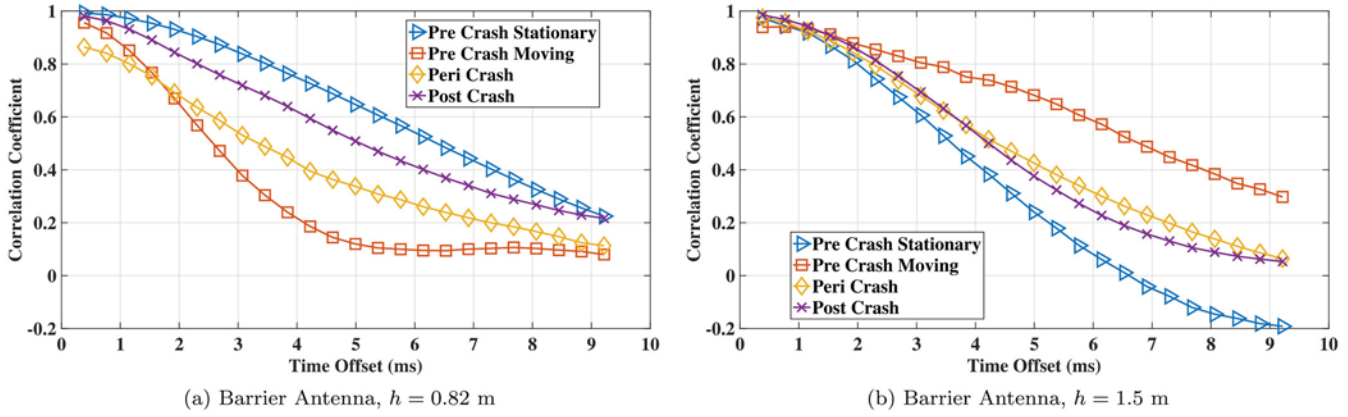 1
0.8
0.6
0.4
0.2
0
-0.2
Correlation Coefficient
Pre Crash Stationary
Pre Crash Moving
Peri Crash
Post Crash
0 1 2 3 4 5 6 7 8 9 10
Time Offset (ms)
(a) Barrier Antenna, h = 0.82 m
1
0.8
0.6
0.4
0.2
0
-0.2
Correlation Coefficient
Pre Crash Stationary
Pre Crash Moving
Peri Crash
Post Crash
0 1 2 3 4 5 6 7 8 9 10
Time Offset (ms)
(b) Barrier Antenna, h = 1.5 m